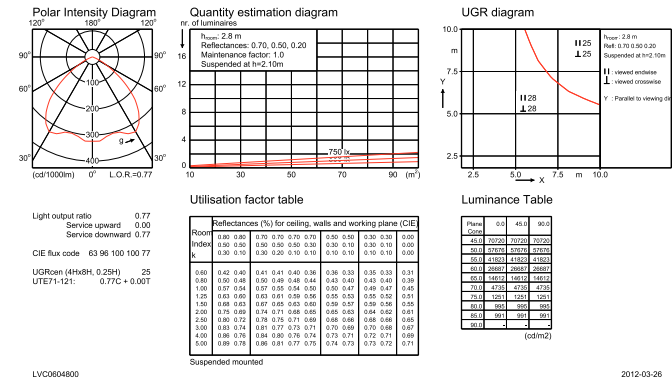 Polar Intensity Diagram
120° 180° 120°
90° 90°
60° 60°
100
200
300
400
30° 30°
g
(cd/1000lm) 0° L.O.R.=0.77
Quantity estimation diagram
nr. of luminaires
hroom: 2.8 m
Reflectances: 0.70, 0.50, 0.20
Maintenance factor: 1.0
Suspended at h=2.10m
16
12
8
4
0
750 lx
10 30 50 70 90 (m²)
UGR diagram
10.0
m
7.5
Y
5.0
2.5
25
25
28
28
2.5 5.0 7.5 m 10.0
X
hroom: 2.8 m
Refl: 0.70 0.50 0.20
Suspended at h=2.10m
: viewed endwise
: viewed crosswise
Y : Parallel to viewing dir
Light output ratio 0.77
Service upward 0.00
Service downward 0.77
CIE flux code 63 96 100 100 77
UGRcen (4Hx8H, 0.25H) 25
UTE71-121: 0.77C + 0.00T
Utilisation factor table
Room Index k
Reflectances (%) for ceiling, walls and working plane (CIE)
0.80 0.80 0.70 0.70 0.70 0.70 0.50 0.50 0.30 0.30 0.00
0.50 0.50 0.50 0.50 0.50 0.30 0.30 0.10 0.30 0.10 0.00
0.30 0.10 0.30 0.20 0.10 0.10 0.10 0.10 0.10 0.10 0.00
0.60 0.42 0.40 0.41 0.41 0.40 0.36 0.36 0.33 0.35 0.33 0.31
0.80 0.50 0.48 0.50 0.49 0.48 0.44 0.43 0.40 0.43 0.40 0.39
1.00 0.57 0.54 0.57 0.55 0.54 0.50 0.50 0.47 0.49 0.47 0.45
1.25 0.63 0.60 0.63 0.61 0.59 0.56 0.55 0.53 0.55 0.52 0.51
1.50 0.68 0.63 0.67 0.65 0.63 0.60 0.59 0.57 0.59 0.56 0.55
2.00 0.75 0.69 0.74 0.71 0.68 0.65 0.65 0.63 0.64 0.62 0.61
2.50 0.80 0.72 0.78 0.75 0.71 0.69 0.68 0.66 0.68 0.66 0.65
3.00 0.83 0.74 0.81 0.77 0.73 0.71 0.70 0.69 0.70 0.68 0.67
4.00 0.86 0.76 0.84 0.80 0.76 0.74 0.73 0.71 0.72 0.71 0.69
5.00 0.89 0.78 0.86 0.81 0.77 0.75 0.74 0.73 0.73 0.72 0.71
Suspended mounted
Luminance Table
Plane 0.0 45.0 90.0
Cone
45.0 70720 70720 70720
50.0 57676 57676 57676
55.0 41823 41823 41823
60.0 26687 26687 26687
65.0 14612 14612 14612
70.0 4735 4735 4735
75.0 1251 1251 1251
80.0 995 995 995
85.0 991 991 991
90.0 - - -
(cd/m2)
LVC0604800 2012-03-26